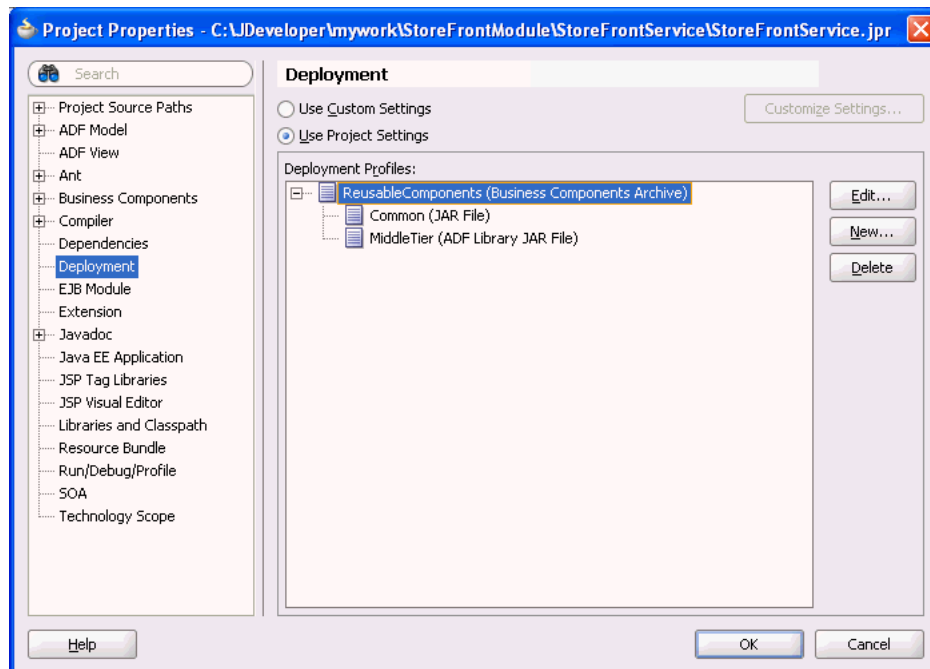 Project Properties - C:\JDeveloper\mywork\StoreFrontModule\StoreFrontService\StoreFrontService.jpr
Search
Project Source Paths
ADF Model
ADF View
Ant
Business Components
Compiler
Dependencies
Deployment
EJB Module
Extension
Javadoc
Java EE Application
JSP Tag Libraries
JSP Visual Editor
Libraries and Classpath
Resource Bundle
Run/Debug/Profile
SOA
Technology Scope
Deployment
Use Custom Settings
Customize Settings...
Use Project Settings
Deployment Profiles:
ReusableComponents (Business Components Archive)
Common (JAR File)
MiddleTier (ADF Library JAR File)
Edit...
New...
Delete
Help
OK
Cancel